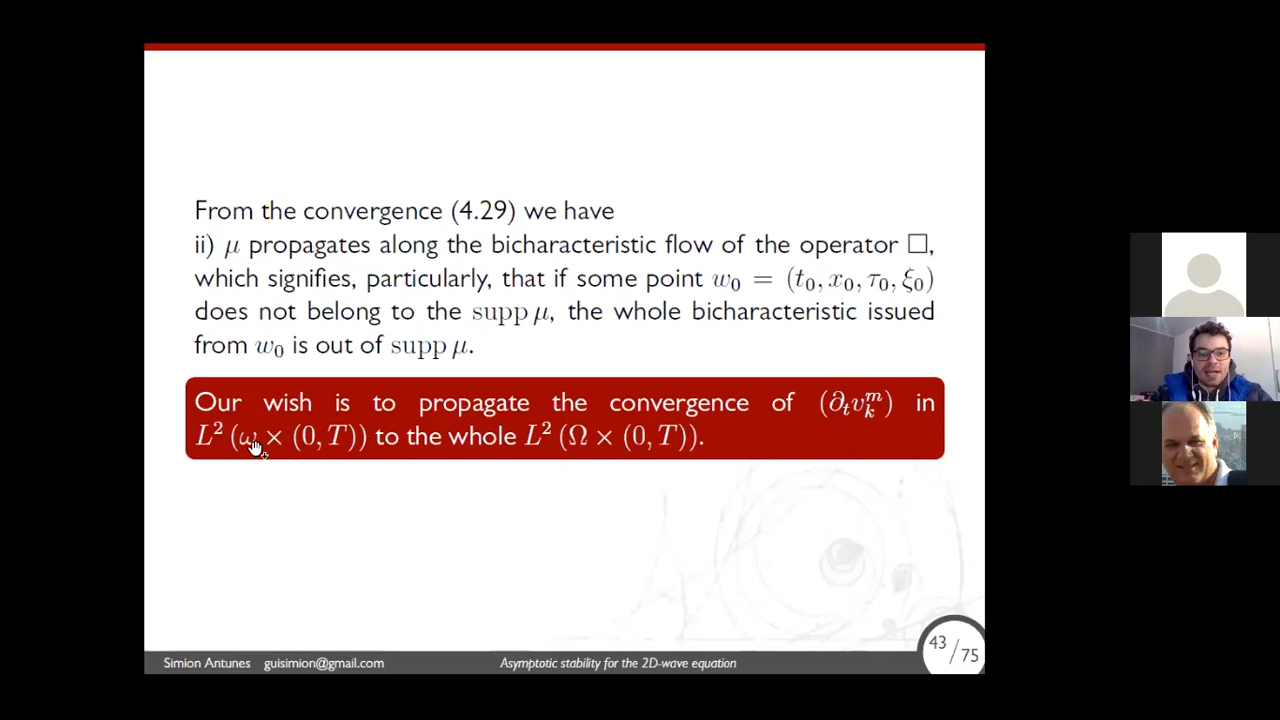 From the convergence (4.29) we have
ii) μ propagates along the bicharacteristic flow of the operator □,
which signifies, particularly, that if some point w₀ = (t₀, x₀, τ₀, ξ₀)
does not belong to the supp μ, the whole bicharacteristic issued
from w₀ is out of supp μ.
Our wish is to propagate the convergence of (∂ₜvₖᵐ) in
L² (ω × (0, T)) to the whole L² (Ω × (0, T)).
43 / 75
Simion Antunes guisimion@gmail.com Asymptotic stability for the 2D-wave equation